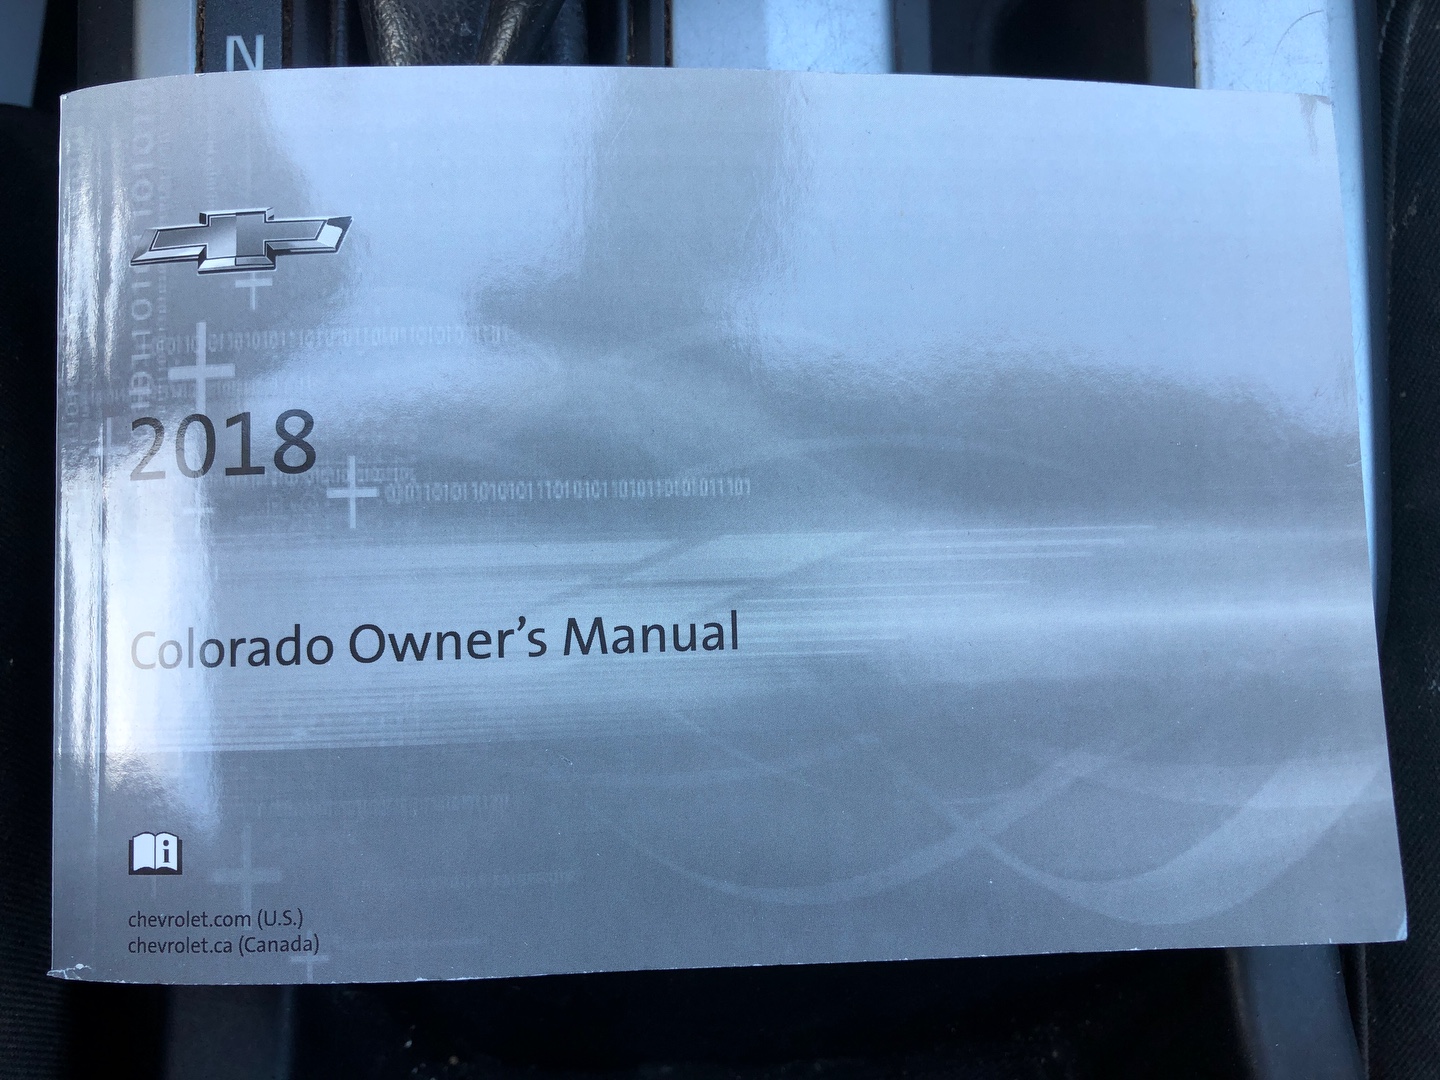 N
2018
Colorado Owner's Manual
i
chevrolet.com (U.S.)
chevrolet.ca (Canada)